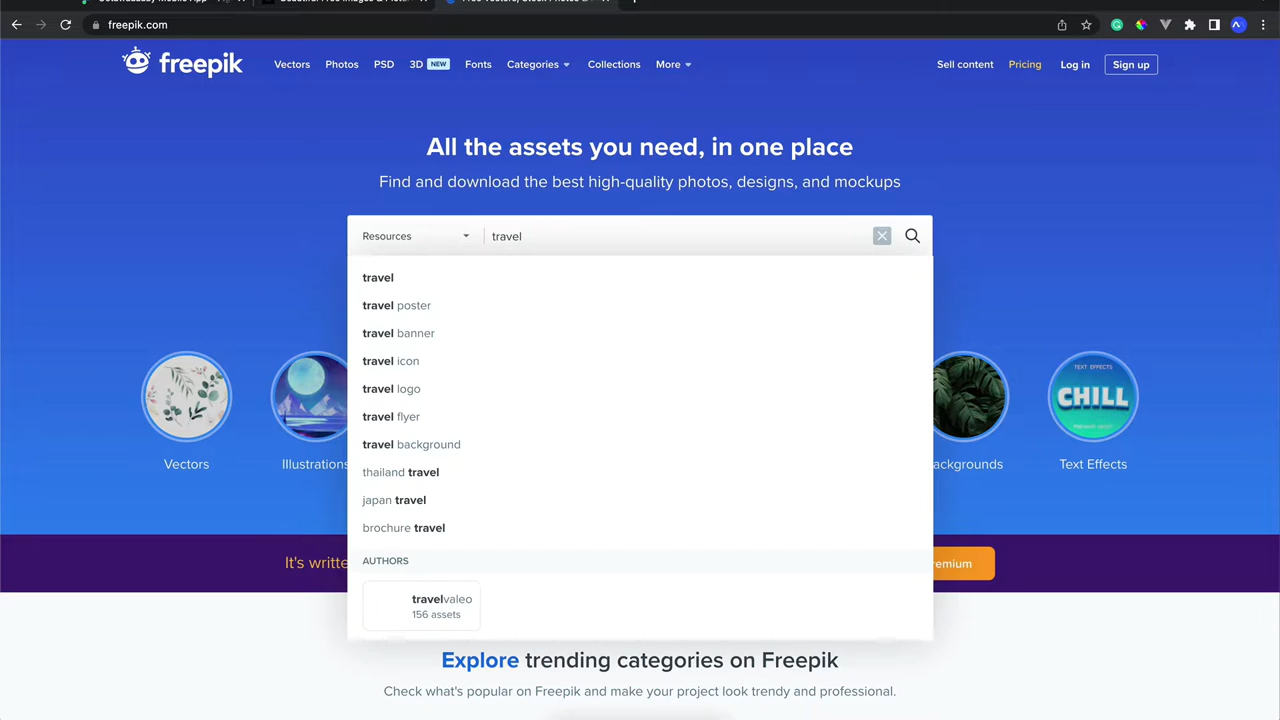 freepik.com
freepik
Vectors Photos PSD 3D NEW Fonts Categories Collections More Sell content Pricing Log in Sign up
All the assets you need, in one place
Find and download the best high-quality photos, designs, and mockups
Resources travel
travel
travel poster
travel banner
travel icon
travel logo
travel flyer
travel background
thailand travel
japan travel
brochure travel
AUTHORS
travelvaleo
156 assets
TEXT EFFECTS
CHILL
Vectors Illustrations ackgrounds Text Effects
It's writte emium
Explore trending categories on Freepik
Check what's popular on Freepik and make your project look trendy and professional.